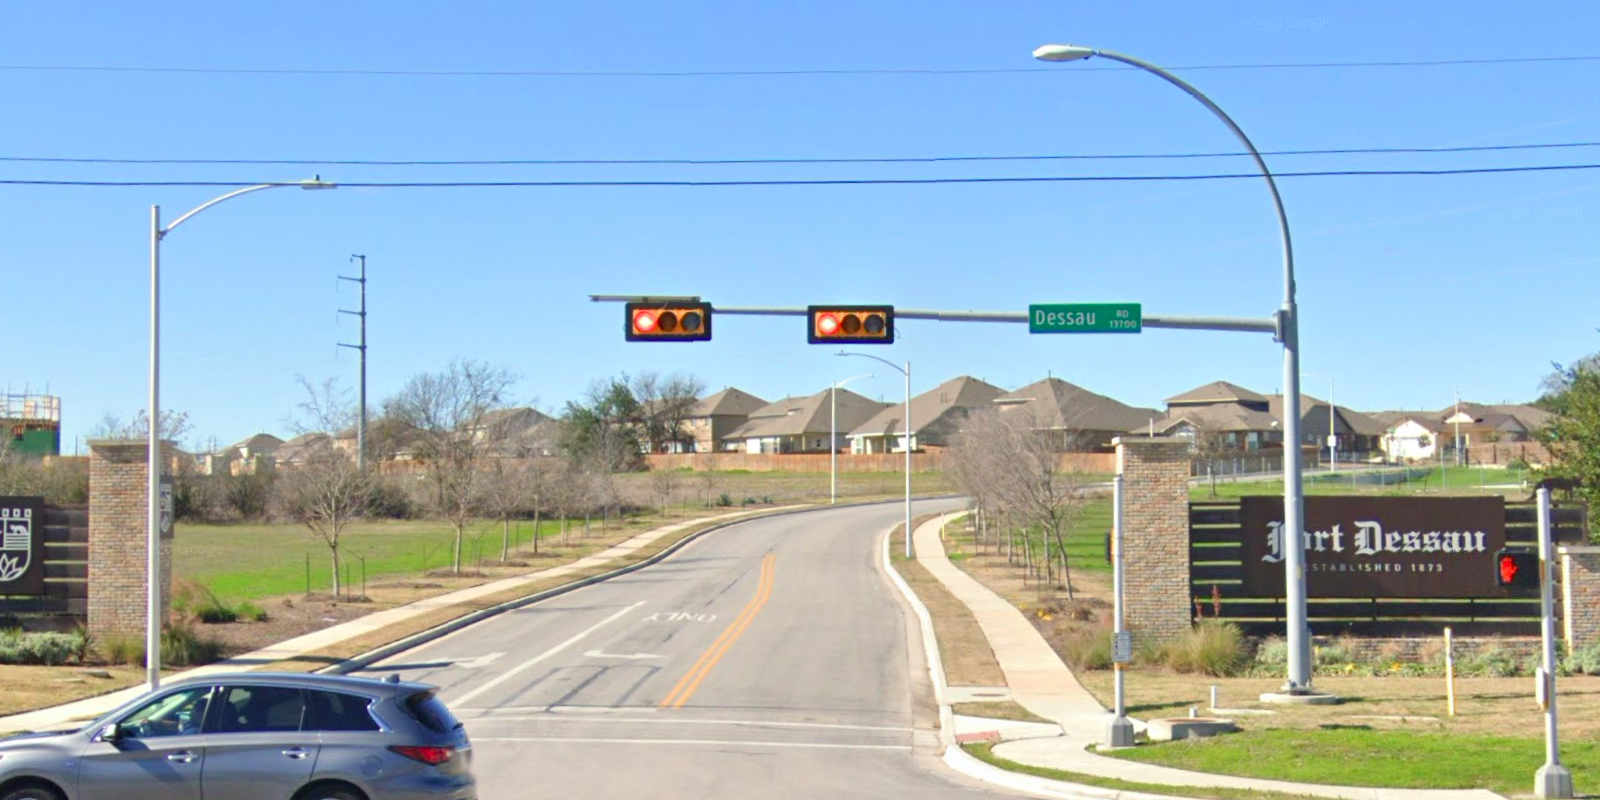 Dessau RD
13700
Fort Dessau
ESTABLISHED 1873
ONLY